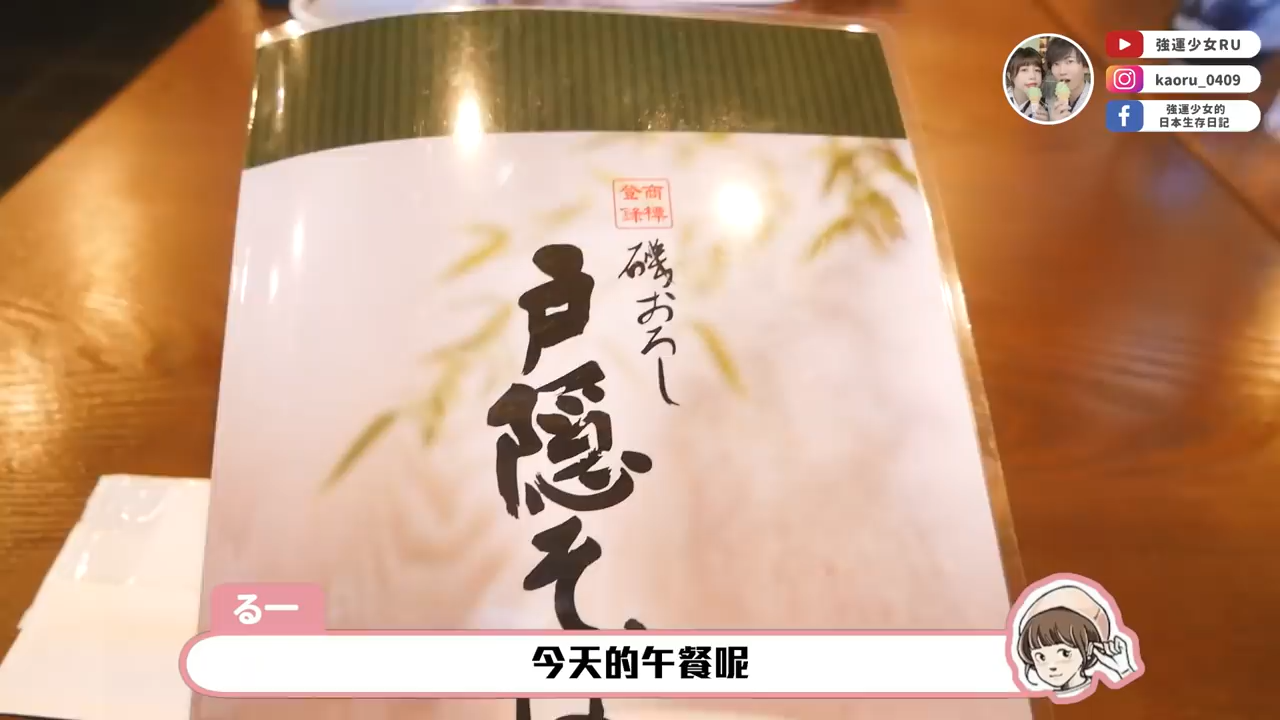 強運少女RU
kaoru_0409
強運少女的
日本生存日記
商標
登録
磯おろし
戸隠そば
るー
今天的午餐呢